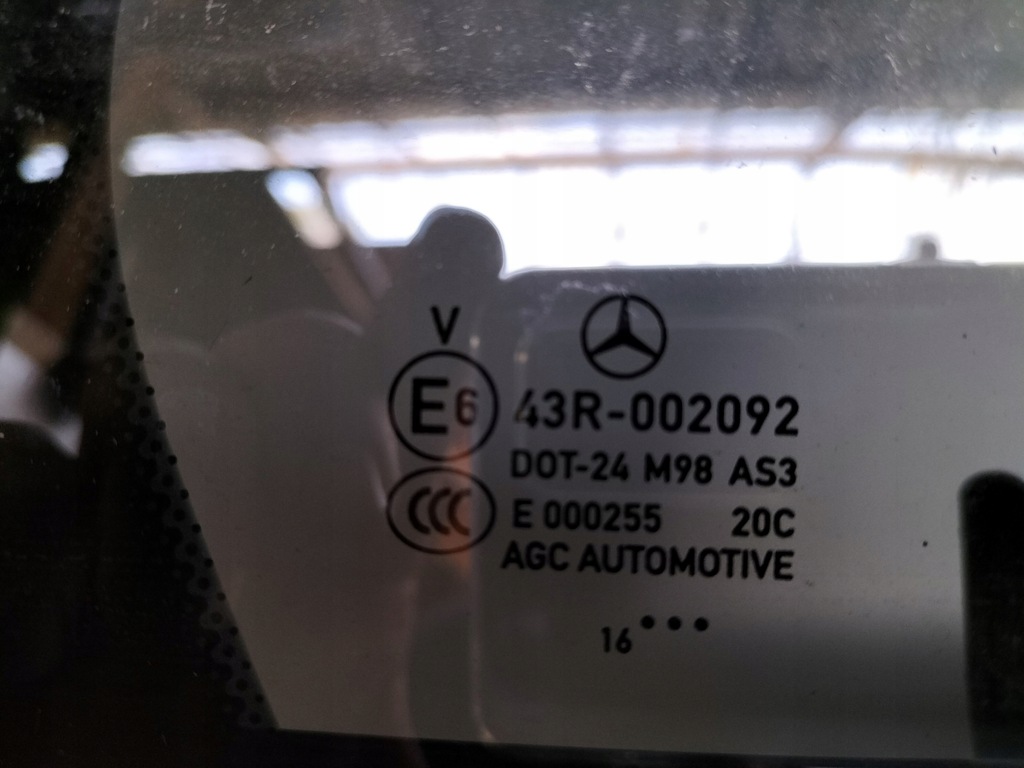 V
E6 43R-002092
DOT-24 M98 AS3
CCC E 000255 20C
AGC AUTOMOTIVE
16 •••